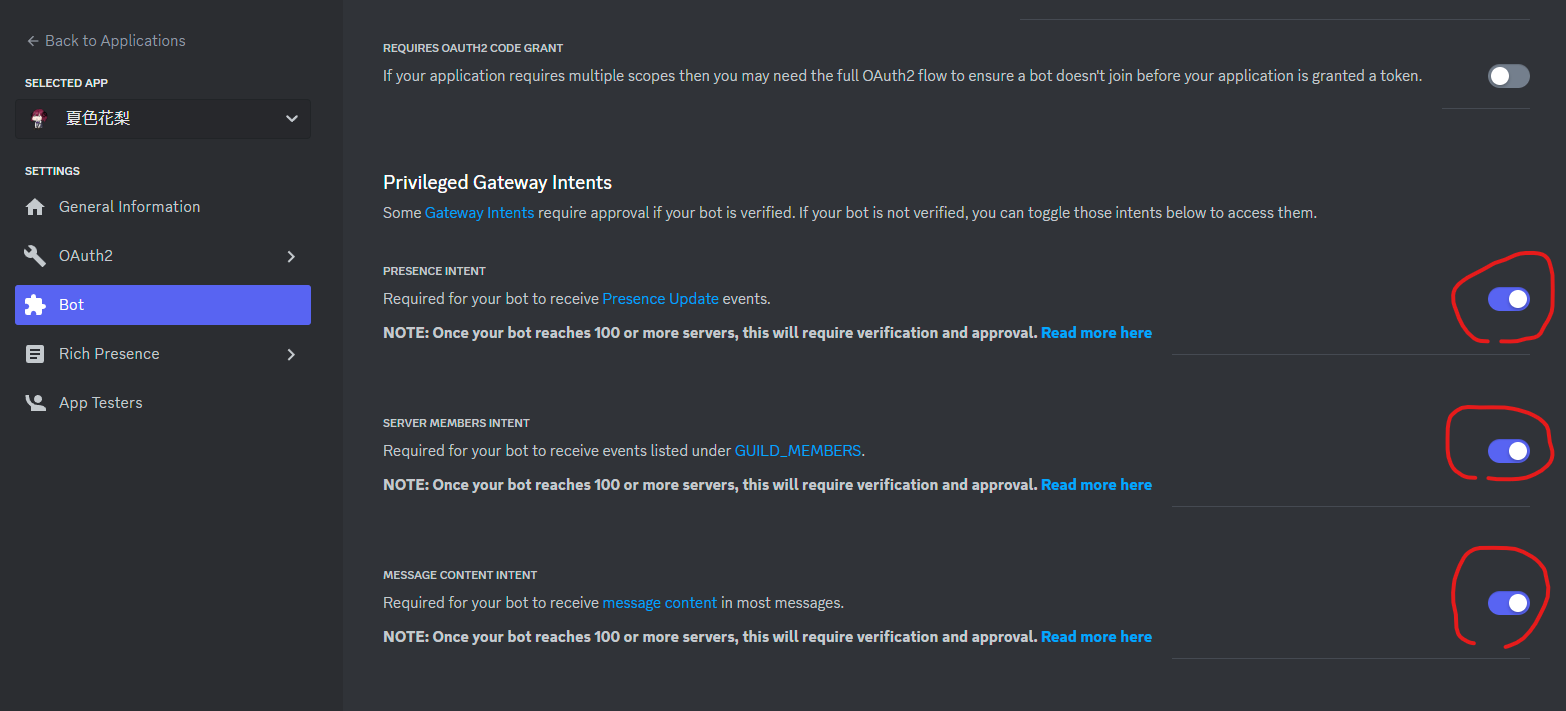 Back to Applications
SELECTED APP
夏色花梨
SETTINGS
General Information
OAuth2
Bot
Rich Presence
App Testers
REQUIRES OAUTH2 CODE GRANT
If your application requires multiple scopes then you may need the full OAuth2 flow to ensure a bot doesn't join before your application is granted a token.
Privileged Gateway Intents
Some Gateway Intents require approval if your bot is verified. If your bot is not verified, you can toggle those intents below to access them.
PRESENCE INTENT
Required for your bot to receive Presence Update events.
NOTE: Once your bot reaches 100 or more servers, this will require verification and approval. Read more here
SERVER MEMBERS INTENT
Required for your bot to receive events listed under GUILD_MEMBERS.
NOTE: Once your bot reaches 100 or more servers, this will require verification and approval. Read more here
MESSAGE CONTENT INTENT
Required for your bot to receive message content in most messages.
NOTE: Once your bot reaches 100 or more servers, this will require verification and approval. Read more here